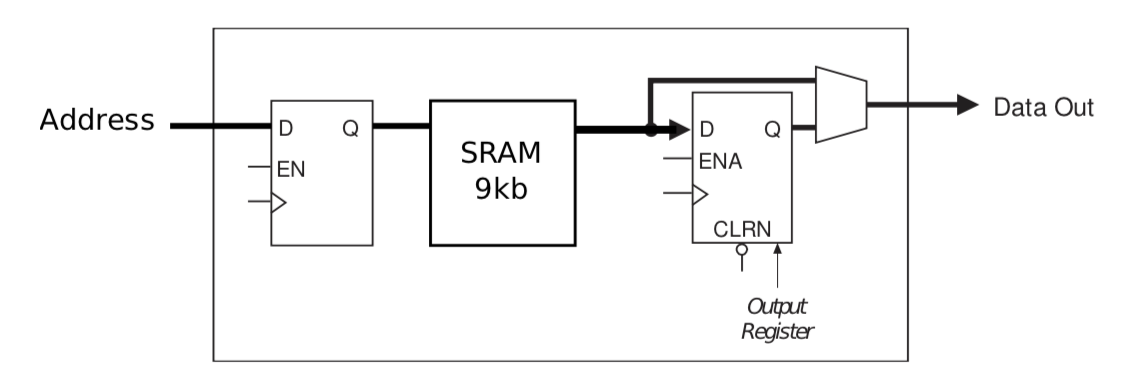 Address
D
Q
EN
SRAM
9kb
D
Q
ENA
CLRN
Output
Register
Data Out